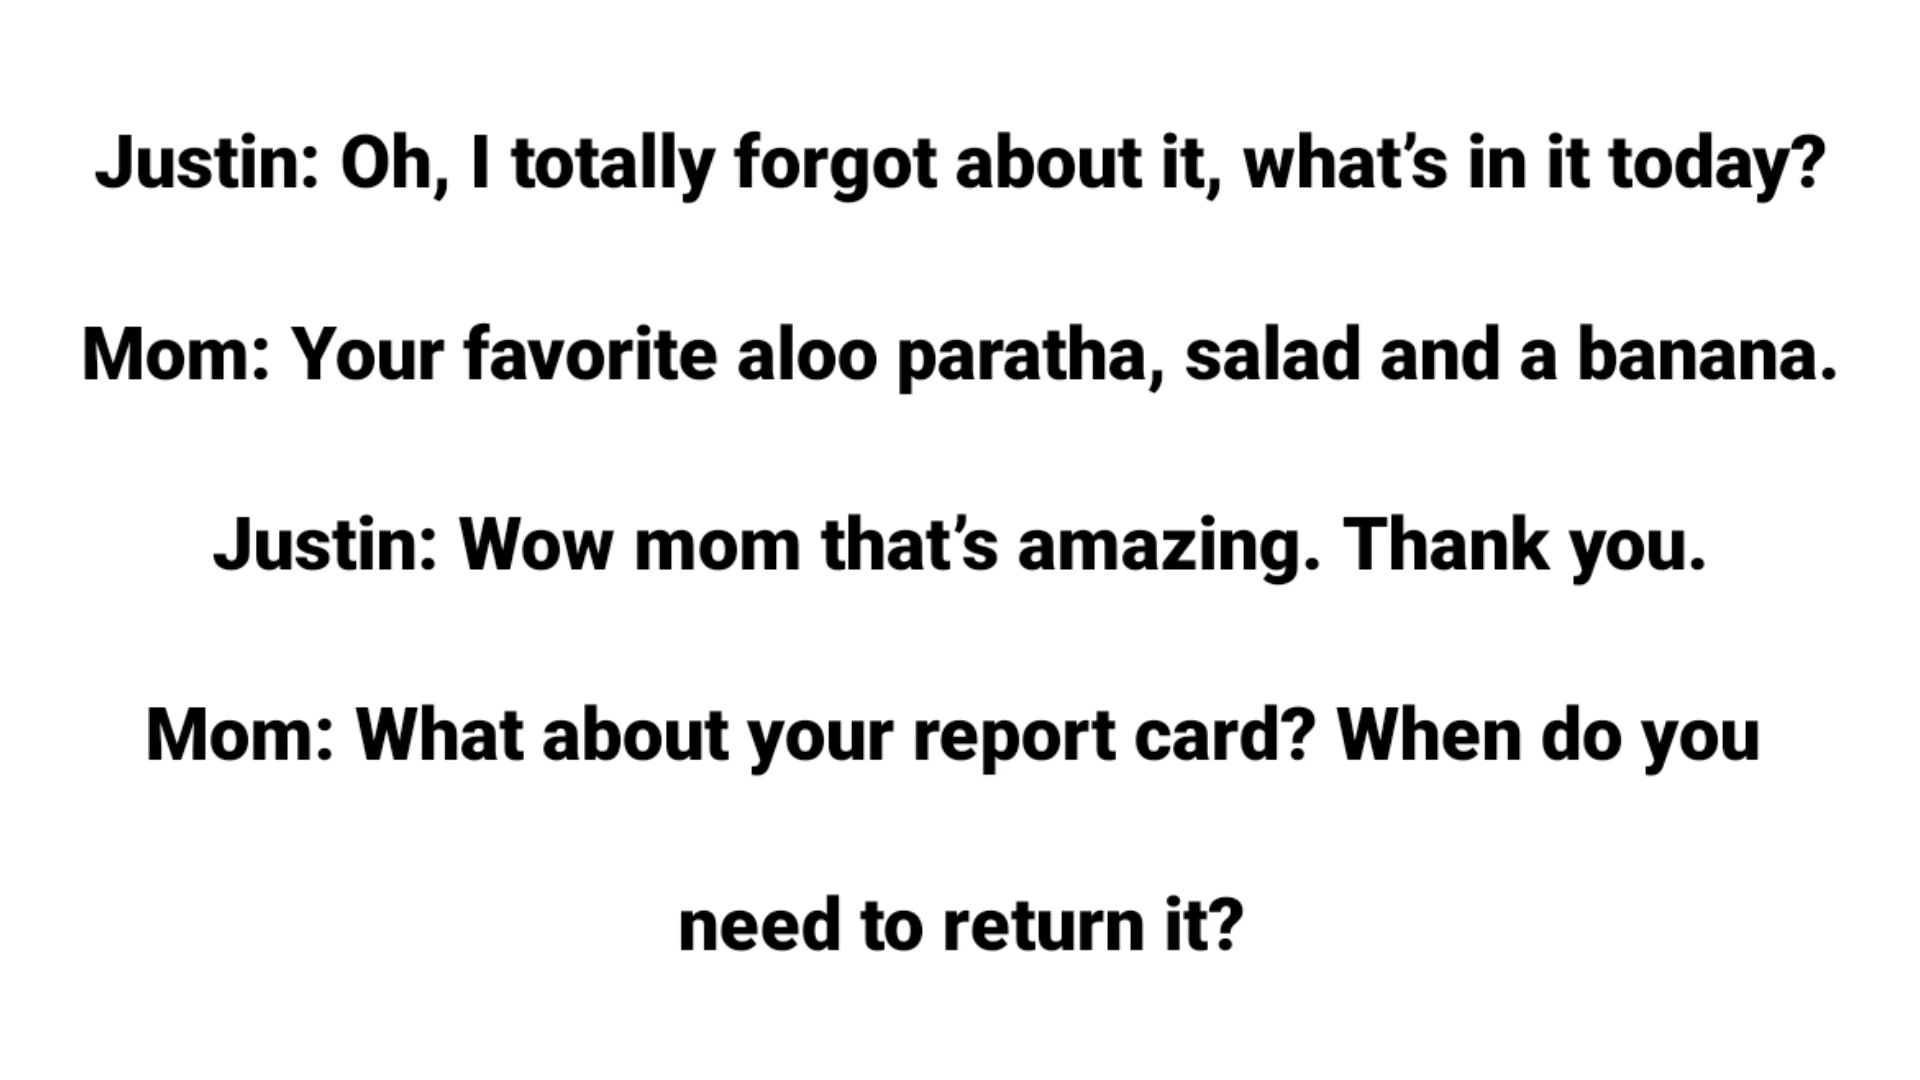 Justin: Oh, I totally forgot about it, what’s in it today?
Mom: Your favorite aloo paratha, salad and a banana.
Justin: Wow mom that’s amazing. Thank you.
Mom: What about your report card? When do you
need to return it?